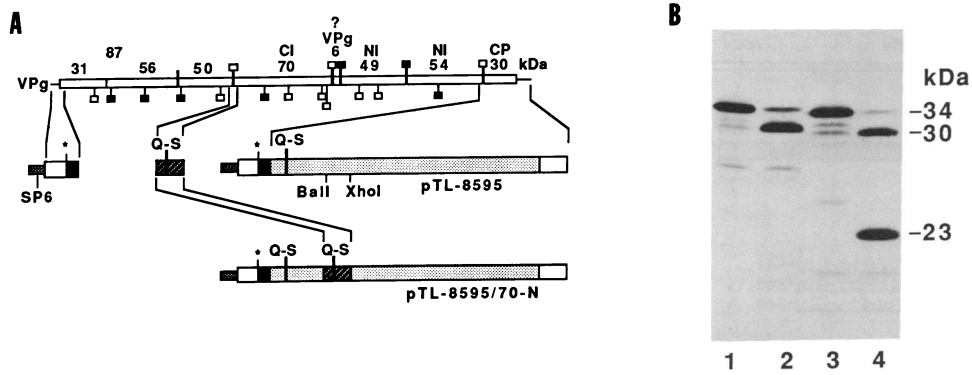 A
B
?
87
CI
VPg
NI
NI
CP
31
56
50
70
6
49
54
30
kDa
VPg
Q-S
*
*
Q-S
SP6
BalI
XhoI
pTL-8595
*
Q-S
Q-S
pTL-8595/70-N
kDa
-34
-30
-23
1 2 3 4